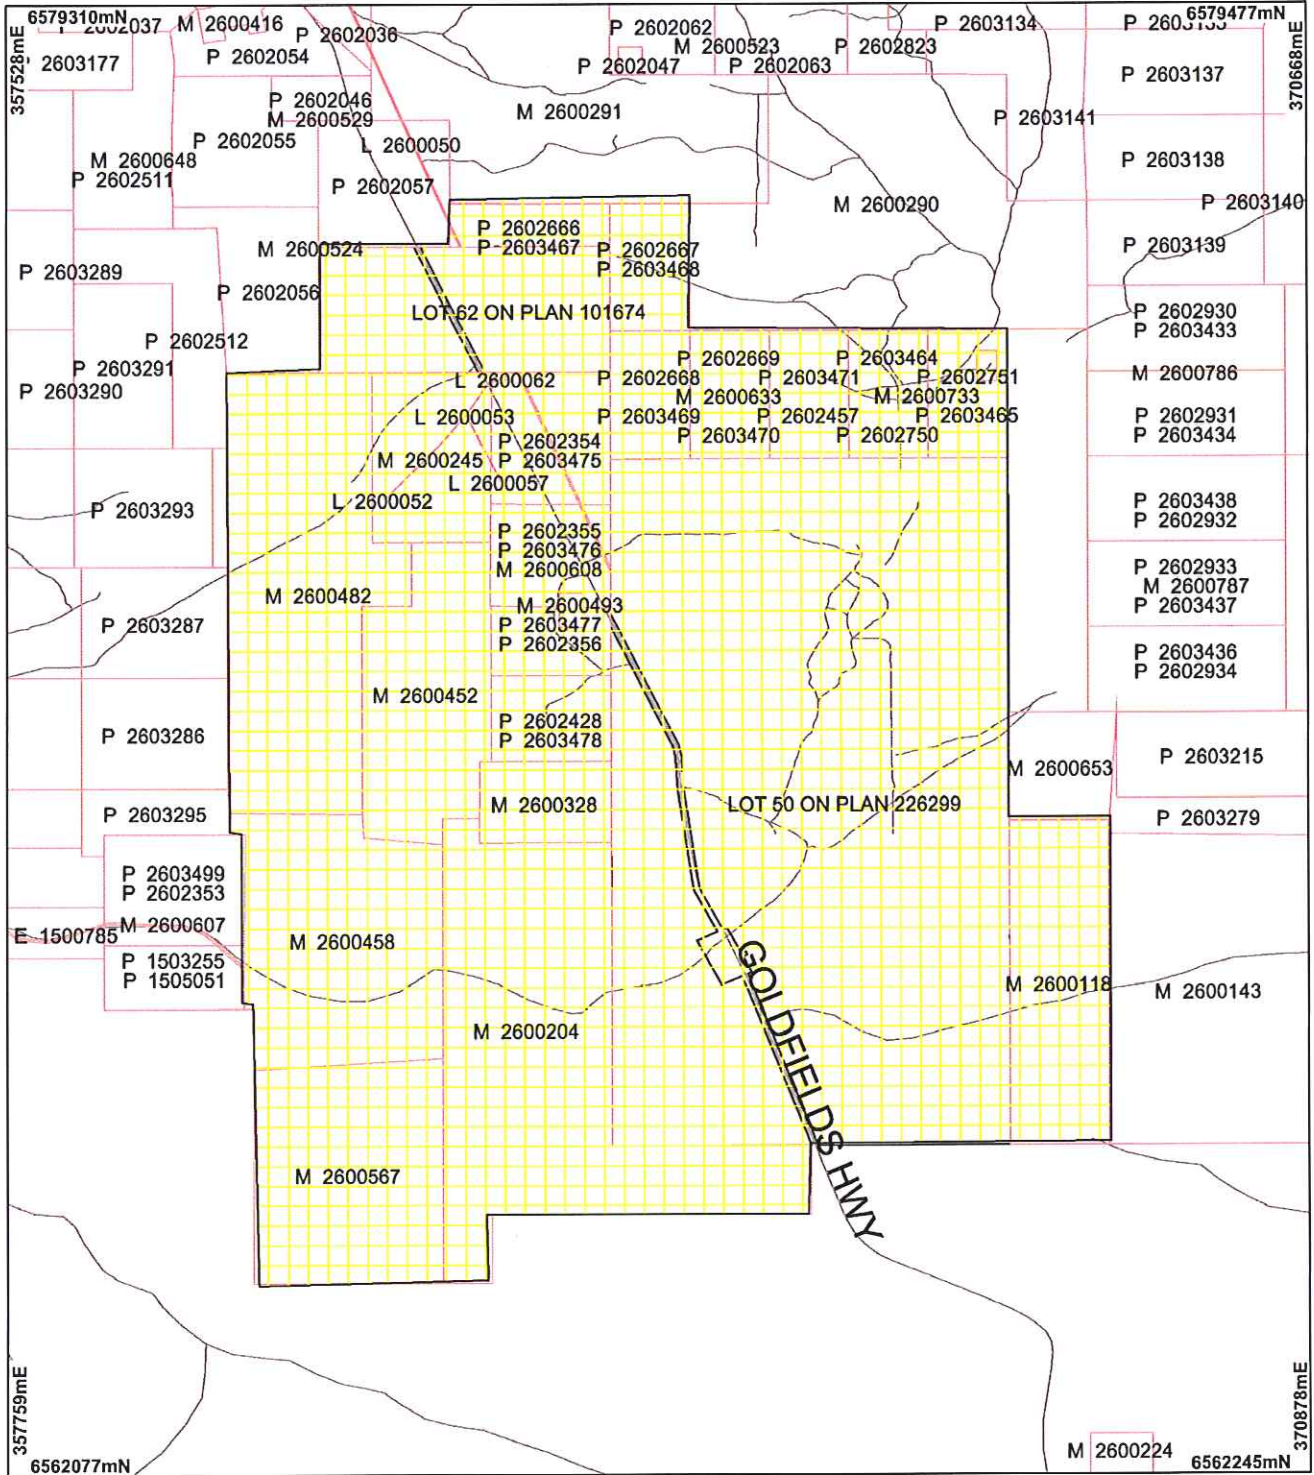 6579310mN
6579477mN
357528mE
370668mE
M 2600416
P 2602036
P 2602062
P 2603134
P 2603177
P 2602054
M 2600523
P 2602823
P 2602047
P 2602063
P 2603137
P 2602046
M 2600529
M 2600291
P 2603141
P 2602055
L 2600050
M 2600648
P 2602511
P 2603138
P 2602057
P 2603140
M 2600290
P 2602666
P 2603467
M 2600524
P 2602667
P 2603468
P 2603139
P 2603289
P 2602056
LOT 62 ON PLAN 101674
P 2602930
P 2603433
P 2602512
P 2602669
P 2603464
P 2603291
P 2603290
L 2600062
P 2602668
P 2603471
P 2602751
M 2600786
M 2600633
M 2600733
L 2600053
P 2603469
P 2602457
P 2603465
P 2602931
P 2603434
P 2602354
P 2603470
P 2602750
M 2600245
P 2603475
L 2600057
L 2600052
P 2603293
P 2603438
P 2602932
P 2602355
P 2603476
M 2600608
P 2602933
M 2600787
P 2603437
M 2600482
M 2600493
P 2603477
P 2602356
P 2603287
P 2603436
P 2602934
M 2600452
P 2602428
P 2603478
P 2603286
P 2603215
M 2600653
M 2600328
LOT 50 ON PLAN 226299
P 2603295
P 2603279
P 2603499
P 2602353
M 2600607
E 1500785
M 2600458
P 1503255
P 1505051
GOLDFIELDS HWY
M 2600118
M 2600143
M 2600204
M 2600567
357759mE
370878mE
M 2600224
6562077mN
6562245mN